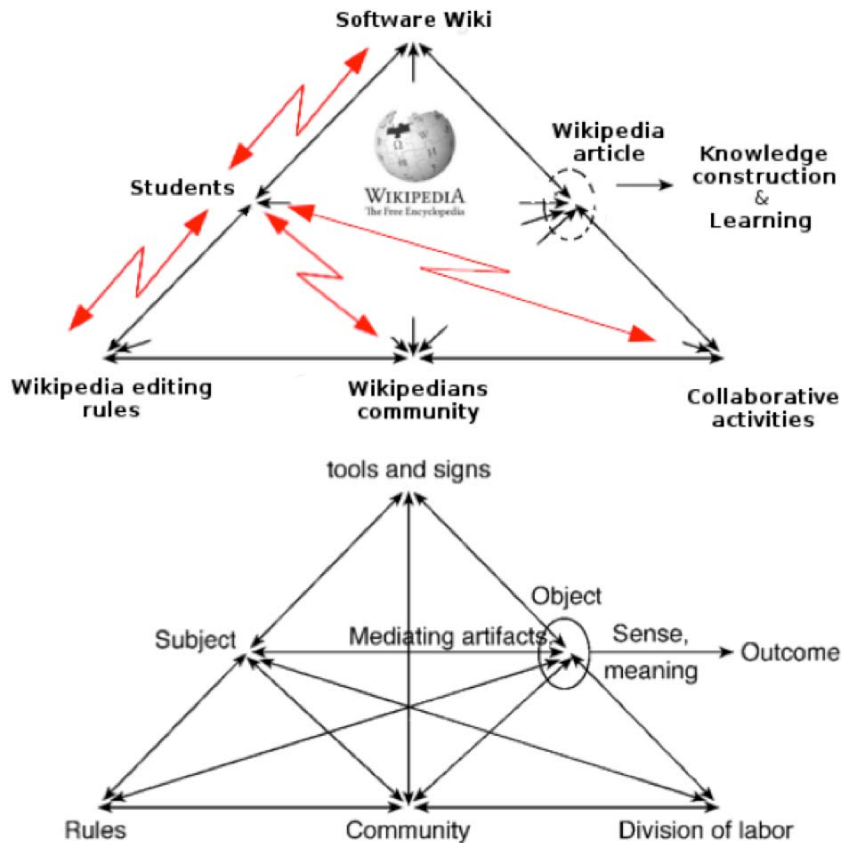 Software Wiki
Wikipedia
article
Knowledge
construction
&
Learning
Students
WIKIPEDIA
The Free Encyclopedia
Wikipedia editing
rules
Wikipedians
community
Collaborative
activities
tools and signs
Object
Subject
Mediating artifacts
Sense,
meaning
Outcome
Rules
Community
Division of labor